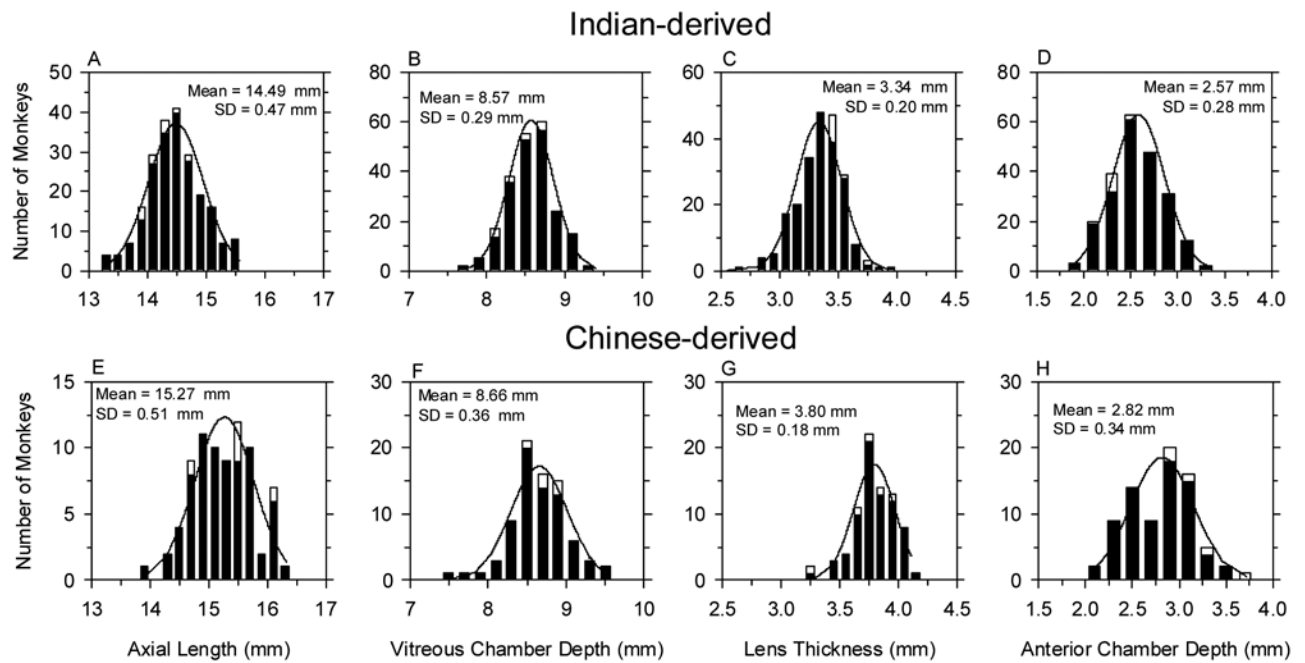 Indian-derived
A B C D
Number of Monkeys
Mean = 14.49 mm
SD = 0.47 mm
Mean = 8.57 mm
SD = 0.29 mm
Mean = 3.34 mm
SD = 0.20 mm
Mean = 2.57 mm
SD = 0.28 mm
50
40
30
20
10
0
13 14 15 16 17
80
60
40
20
0
7 8 9 10
60
45
30
15
0
2.5 3.0 3.5 4.0 4.5
80
60
40
20
0
1.5 2.0 2.5 3.0 3.5 4.0
Chinese-derived
E F G H
Number of Monkeys
Mean = 15.27 mm
SD = 0.51 mm
Mean = 8.66 mm
SD = 0.36 mm
Mean = 3.80 mm
SD = 0.18 mm
Mean = 2.82 mm
SD = 0.34 mm
15
10
5
0
13 14 15 16 17
30
20
10
0
7 8 9 10
30
20
10
0
2.5 3.0 3.5 4.0 4.5
30
20
10
0
1.5 2.0 2.5 3.0 3.5 4.0
Axial Length (mm)
Vitreous Chamber Depth (mm)
Lens Thickness (mm)
Anterior Chamber Depth (mm)